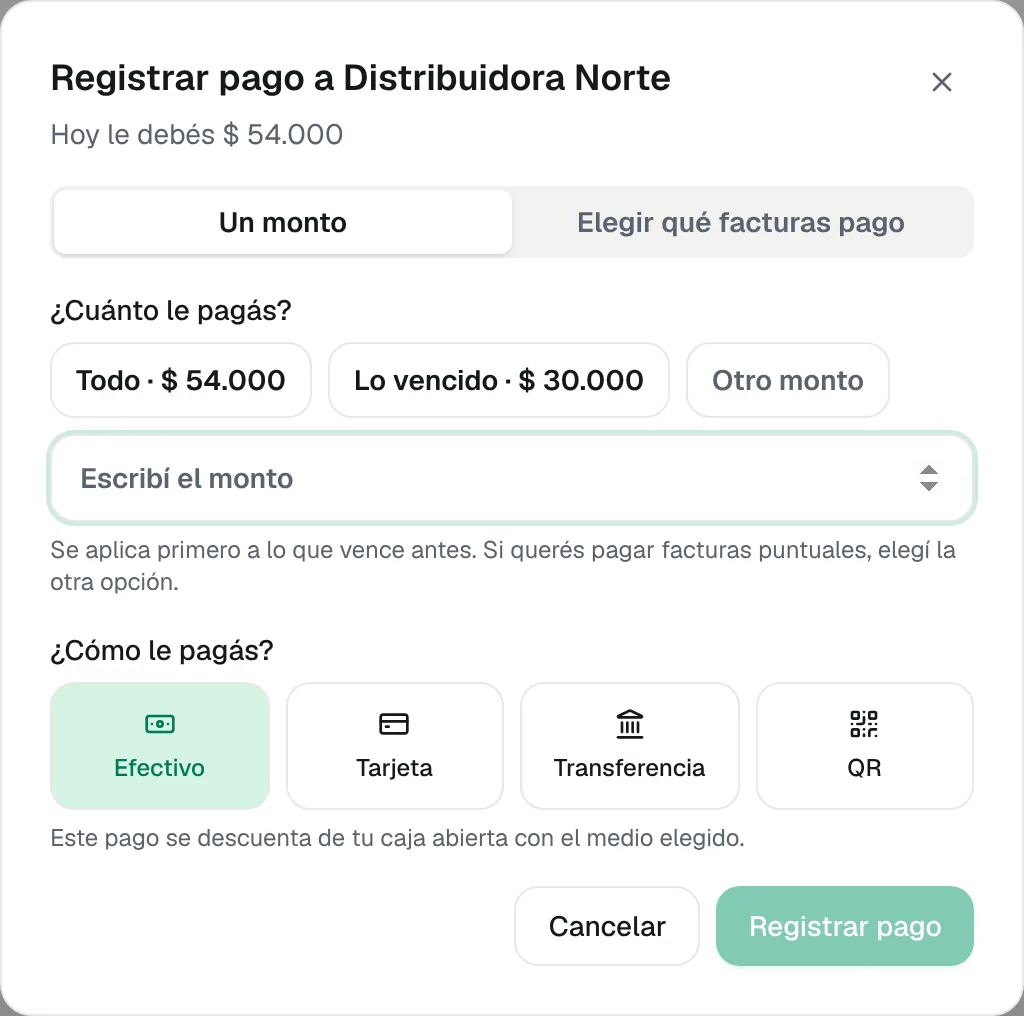 Registrar pago a Distribuidora Norte
Hoy le debés $ 54.000
Un monto
Elegir qué facturas pago
¿Cuánto le pagás?
Todo · $ 54.000
Lo vencido · $ 30.000
Otro monto
Escribí el monto
Se aplica primero a lo que vence antes. Si querés pagar facturas puntuales, elegí la
otra opción.
¿Cómo le pagás?
Efectivo
Tarjeta
Transferencia
QR
Este pago se descuenta de tu caja abierta con el medio elegido.
Cancelar
Registrar pago